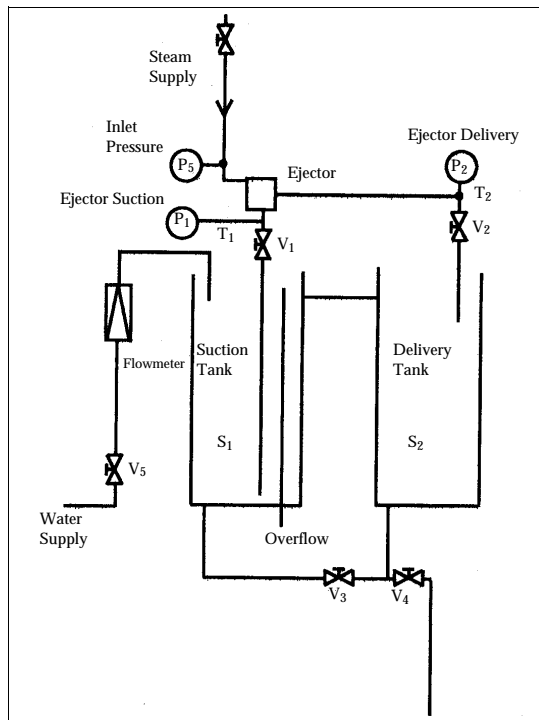 Steam
Supply
Inlet
Pressure
P5
Ejector Delivery
P2
Ejector
T2
Ejector Suction
P1
T1
V1
V2
Flowmeter
Suction
Tank
Delivery
Tank
S1
S2
V5
Water
Supply
Overflow
V3
V4